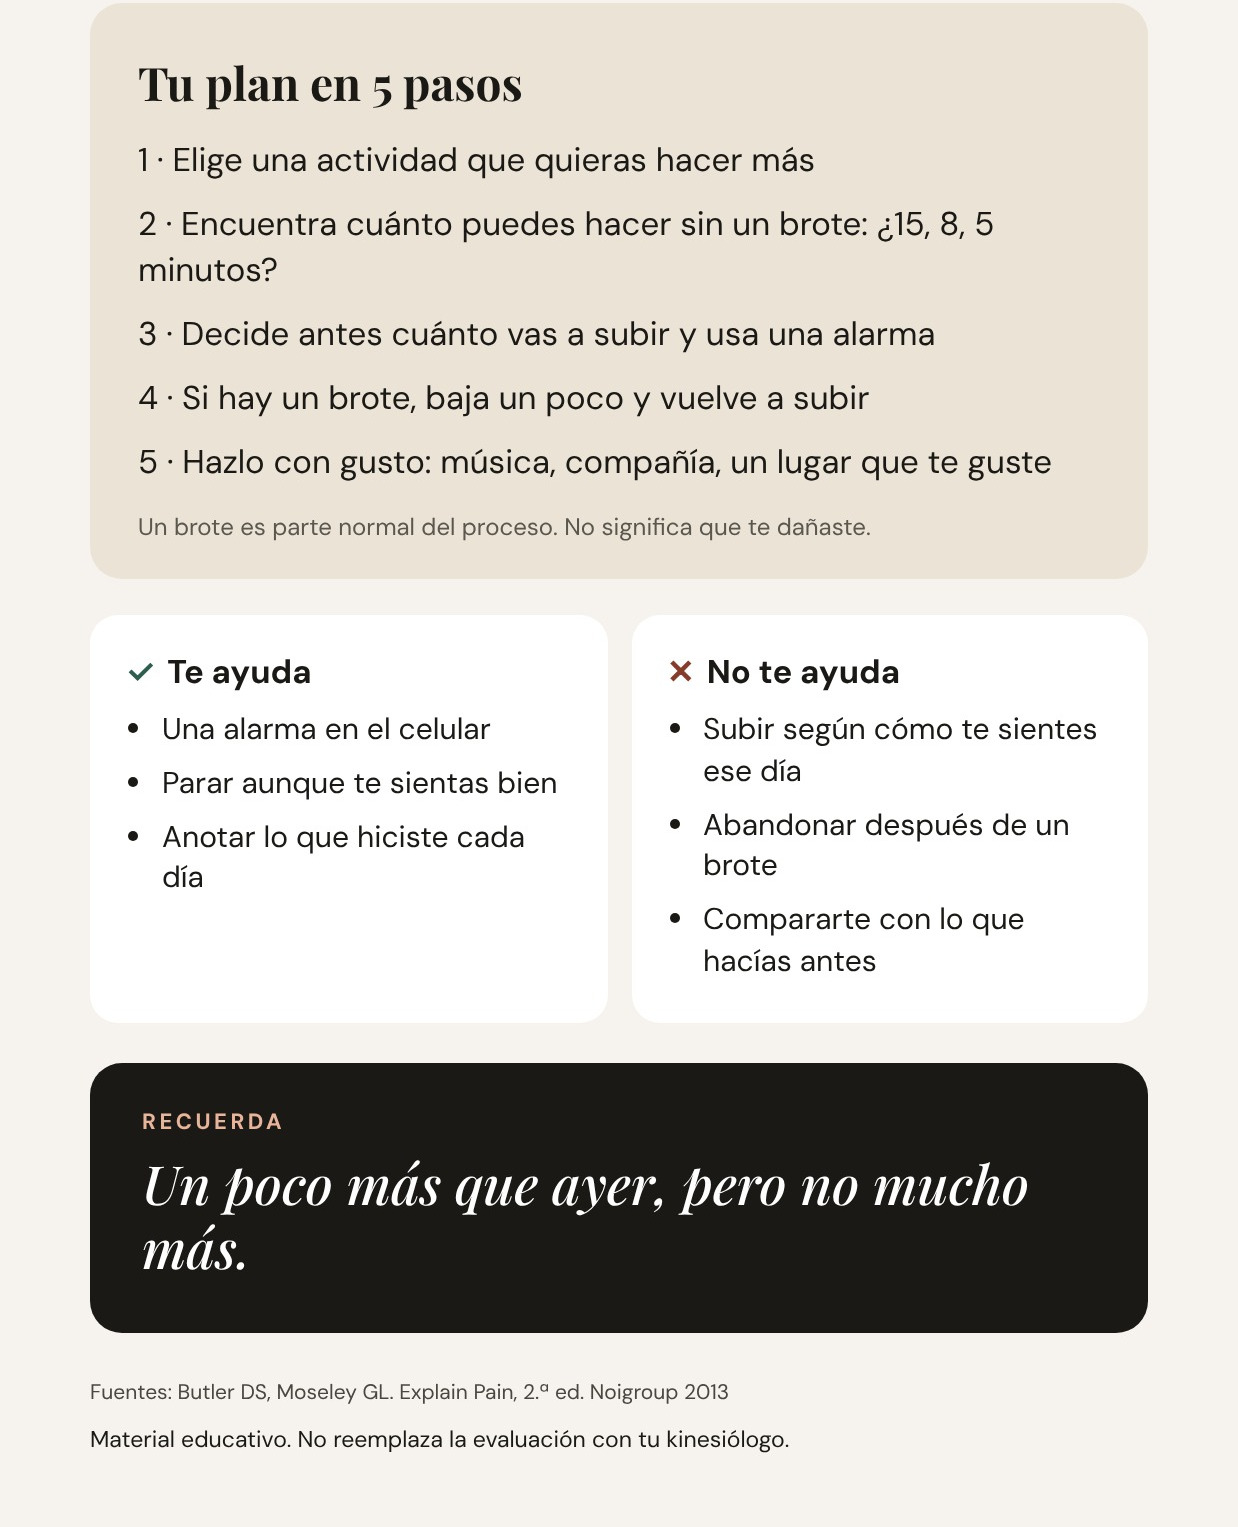 Tu plan en 5 pasos
1 · Elige una actividad que quieras hacer más
2 · Encuentra cuánto puedes hacer sin un brote: ¿15, 8, 5
minutos?
3 · Decide antes cuánto vas a subir y usa una alarma
4 · Si hay un brote, baja un poco y vuelve a subir
5 · Hazlo con gusto: música, compañía, un lugar que te guste
Un brote es parte normal del proceso. No significa que te dañaste.
✓ Te ayuda
• Una alarma en el celular
• Parar aunque te sientas bien
• Anotar lo que hiciste cada
día
✕ No te ayuda
• Subir según cómo te sientes
ese día
• Abandonar después de un
brote
• Compararte con lo que
hacías antes
RECUERDA
Un poco más que ayer, pero no mucho
más.
Fuentes: Butler DS, Moseley GL. Explain Pain, 2.ª ed. Noigroup 2013
Material educativo. No reemplaza la evaluación con tu kinesiólogo.